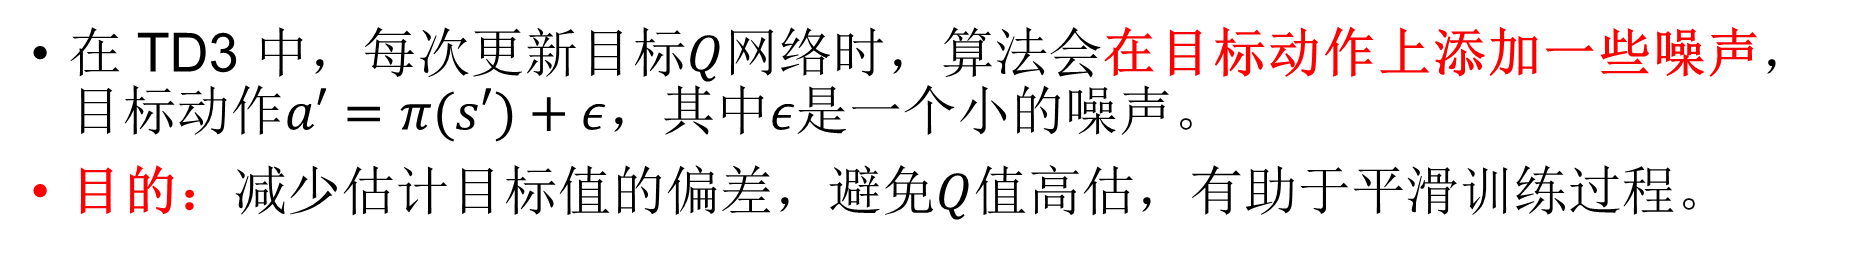 • 在 TD3 中，每次更新目标Q网络时，算法会在目标动作上添加一些噪声，
目标动作a′ = π(s′) + ϵ，其中ϵ是一个小的噪声。
• 目的：减少估计目标值的偏差，避免Q值高估，有助于平滑训练过程。